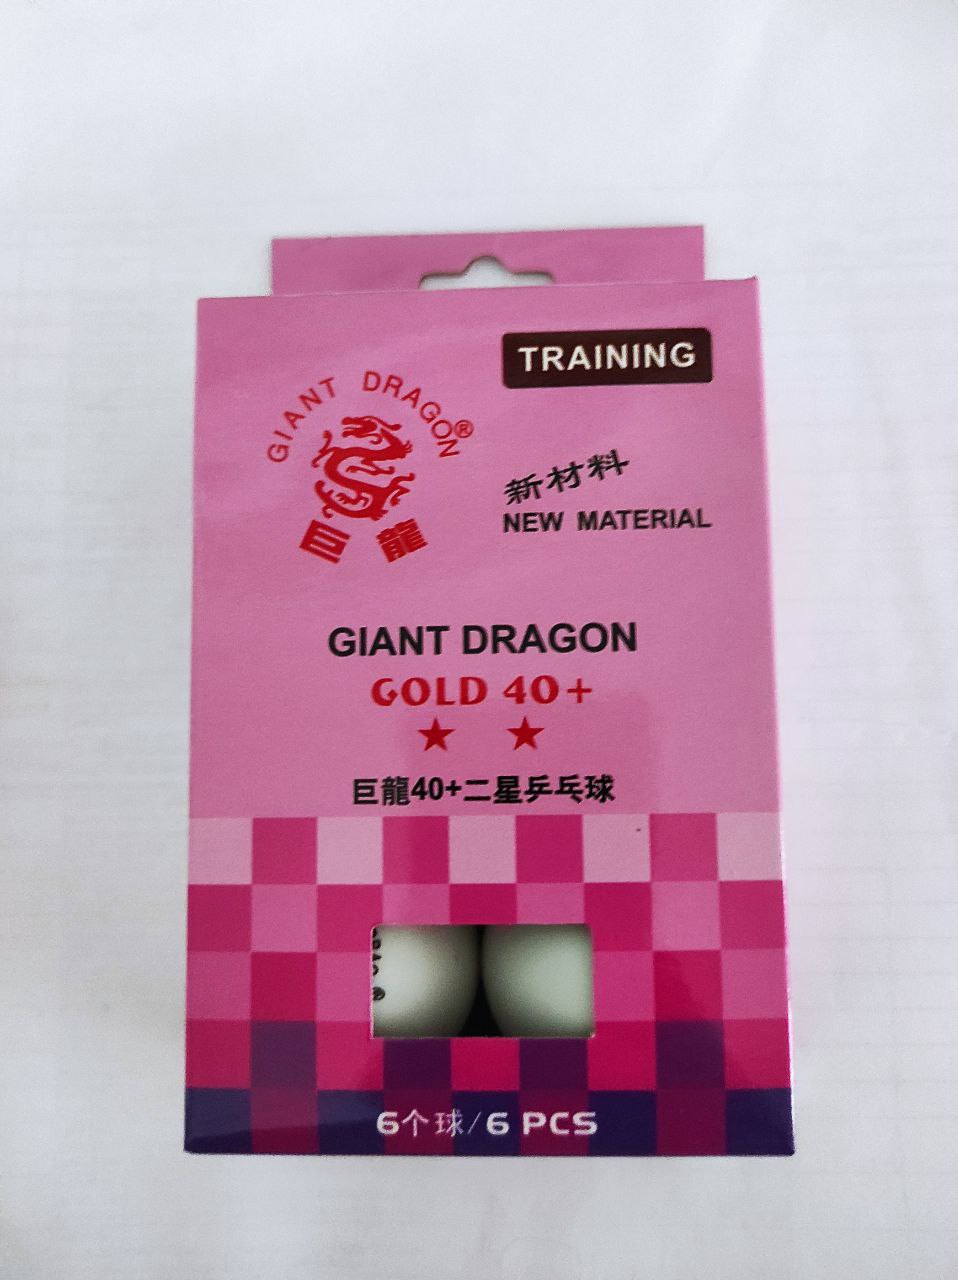 TRAINING
GIANT DRAGON®
巨龍
新材料
NEW MATERIAL
GIANT DRAGON
GOLD 40+
巨龍40+二星乒乓球
6个球/6 PCS